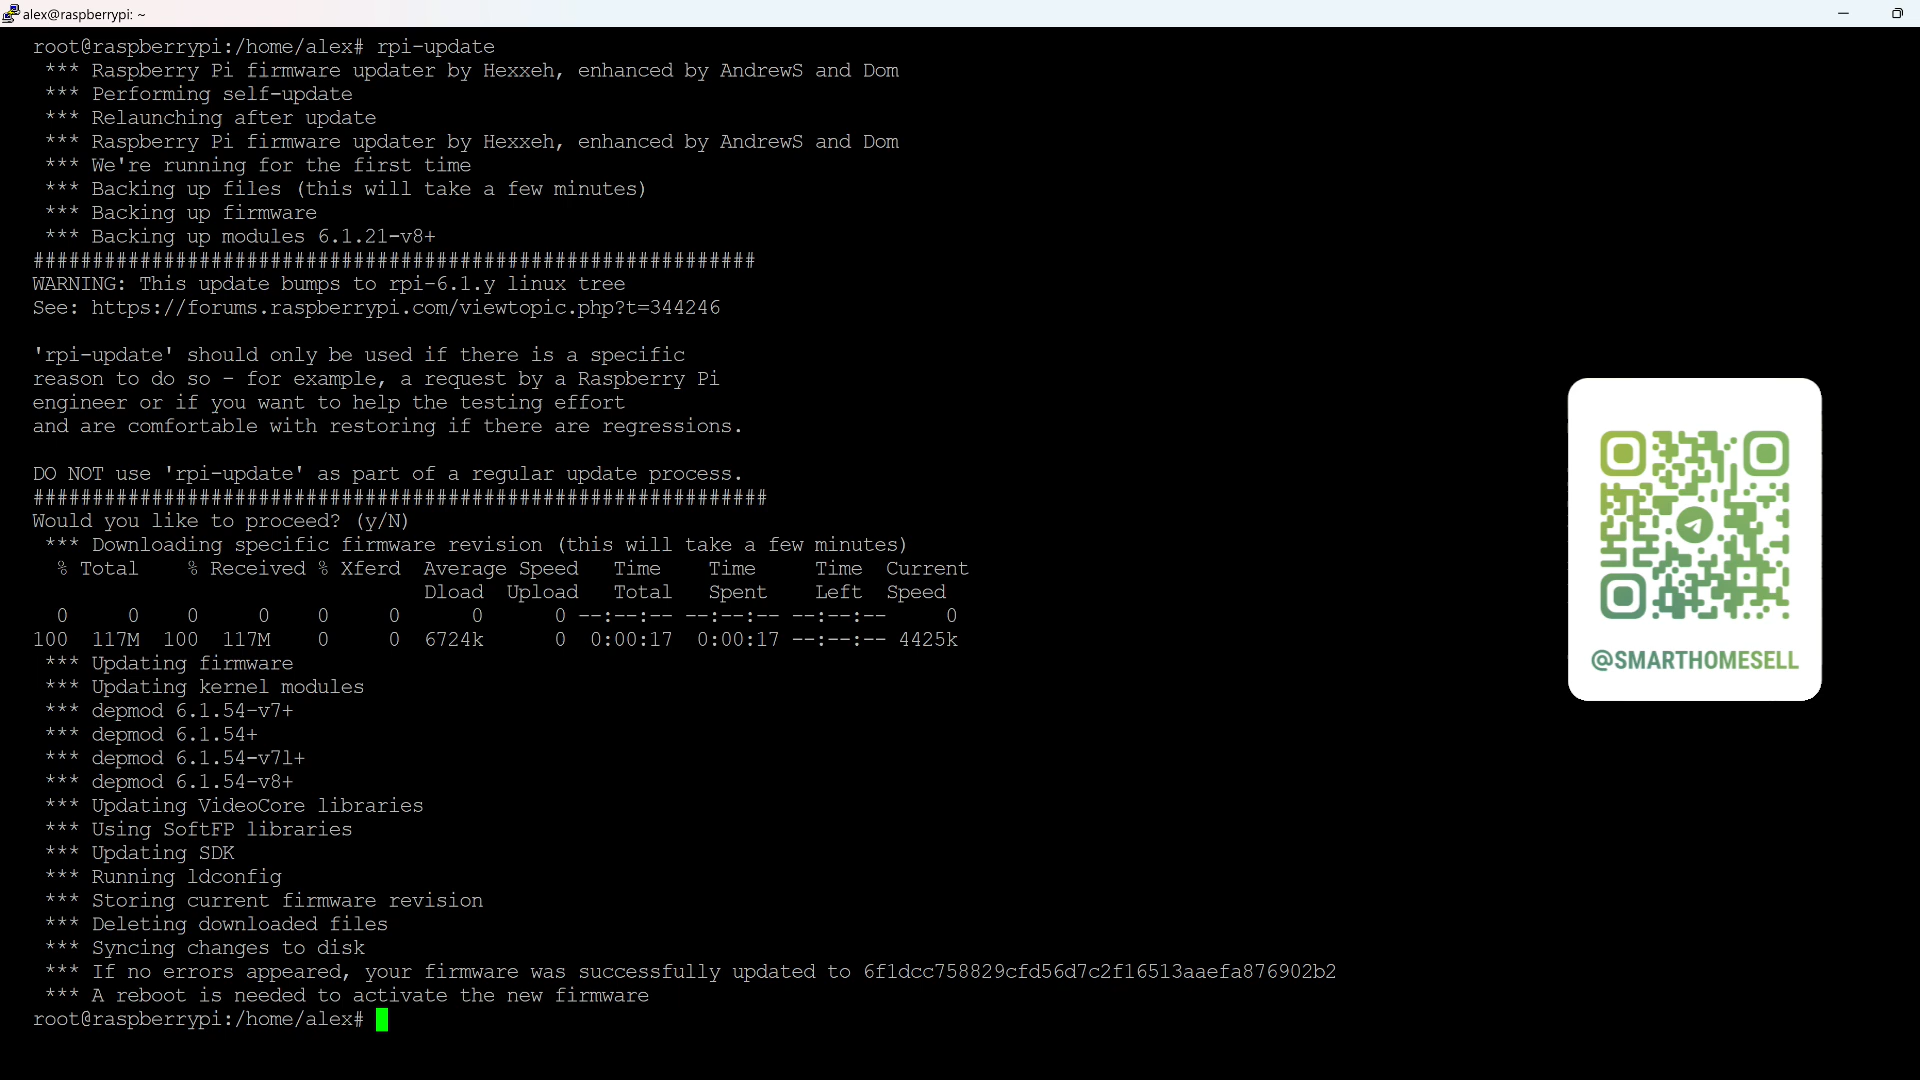 alex@raspberrypi: ~
root@raspberrypi:/home/alex# rpi-update
*** Raspberry Pi firmware updater by Hexxeh, enhanced by AndrewS and Dom
*** Performing self-update
*** Relaunching after update
*** Raspberry Pi firmware updater by Hexxeh, enhanced by AndrewS and Dom
*** We're running for the first time
*** Backing up files (this will take a few minutes)
*** Backing up firmware
*** Backing up modules 6.1.21-v8+
#############################################################
WARNING: This update bumps to rpi-6.1.y linux tree
See: https://forums.raspberrypi.com/viewtopic.php?t=344246
'rpi-update' should only be used if there is a specific
reason to do so - for example, a request by a Raspberry Pi
engineer or if you want to help the testing effort
and are comfortable with restoring if there are regressions.
DO NOT use 'rpi-update' as part of a regular update process.
##############################################################
Would you like to proceed? (y/N)
*** Downloading specific firmware revision (this will take a few minutes)
% Total    % Received % Xferd  Average Speed   Time    Time     Time  Current
Dload  Upload   Total   Spent    Left  Speed
0     0    0     0    0     0      0      0 --:--:-- --:--:-- --:--:--     0
100  117M  100  117M    0     0  6724k      0  0:00:17  0:00:17 --:--:-- 4425k
*** Updating firmware
*** Updating kernel modules
*** depmod 6.1.54-v7+
*** depmod 6.1.54+
*** depmod 6.1.54-v7l+
*** depmod 6.1.54-v8+
*** Updating VideoCore libraries
*** Using SoftFP libraries
*** Updating SDK
*** Running ldconfig
*** Storing current firmware revision
*** Deleting downloaded files
*** Syncing changes to disk
*** If no errors appeared, your firmware was successfully updated to 6f1dcc758829cfd56d7c2f16513aaefa876902b2
*** A reboot is needed to activate the new firmware
root@raspberrypi:/home/alex#
@SMARTHOMESELL